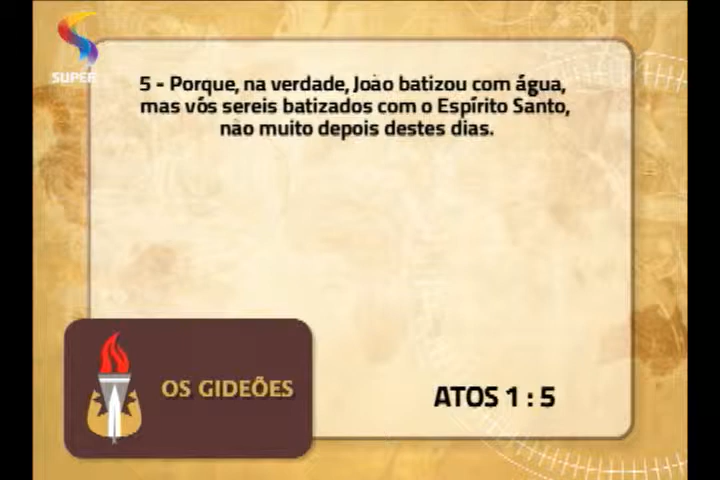 SUPER
5 - Porque, na verdade, João batizou com água,
mas vós sereis batizados com o Espírito Santo,
não muito depois destes dias.
OS GIDEÕES
ATOS 1 : 5